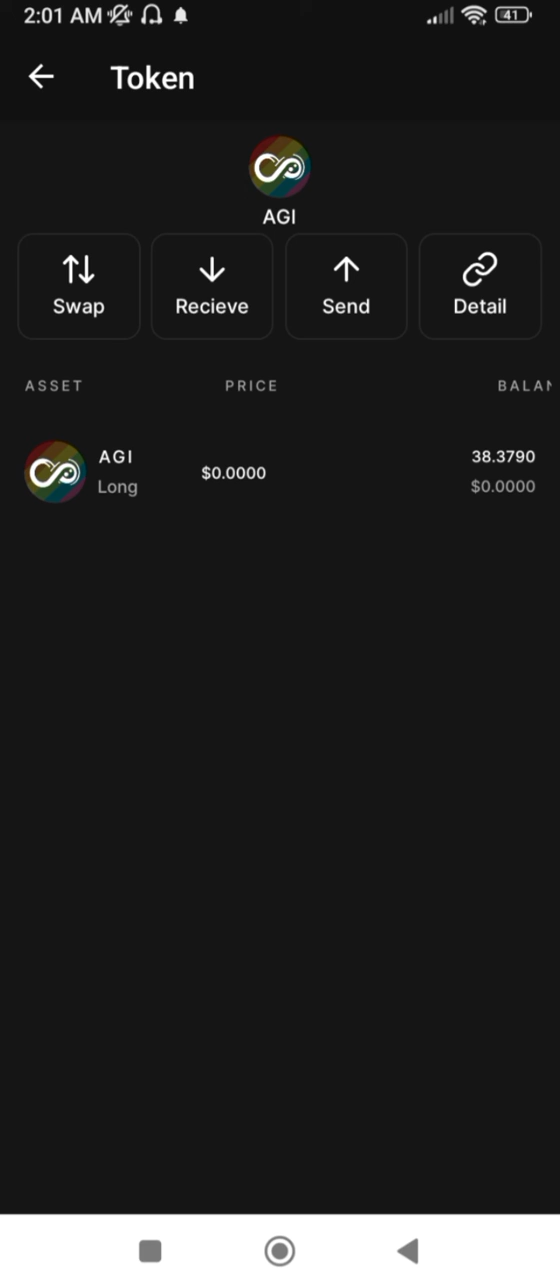 2:01 AM
41
Token
AGI
Swap
Recieve
Send
Detail
ASSET PRICE BALAN
AGI
Long
$0.0000
38.3790
$0.0000